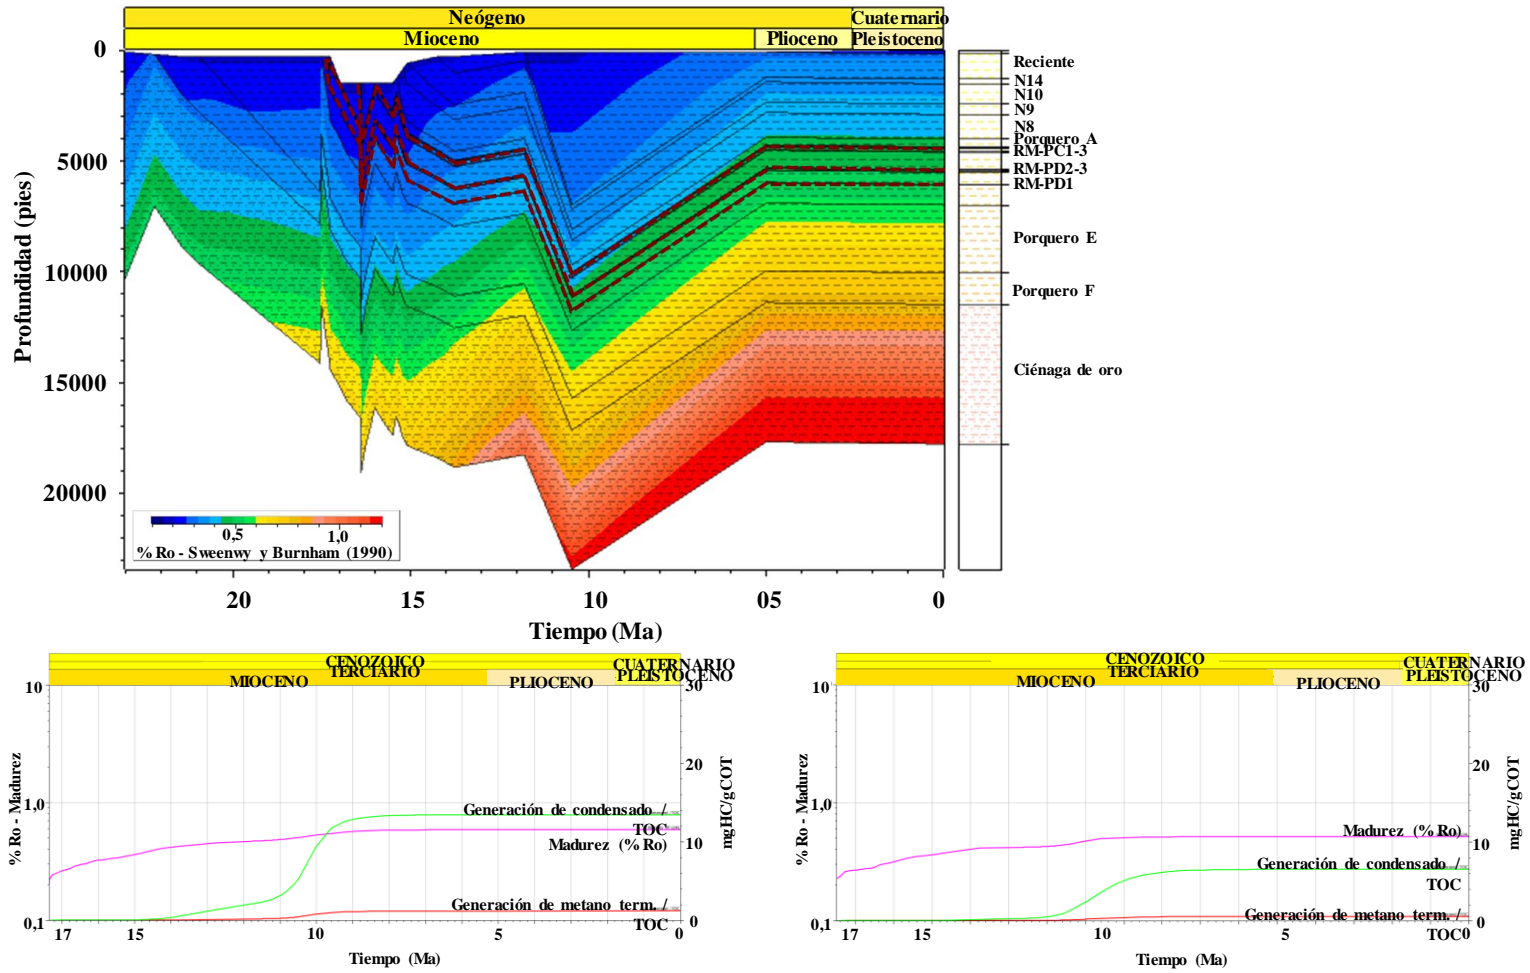 Neógeno
Cuaternario
Mioceno
Plioceno
Pleistoceno
0
5000
10000
15000
20000
Profundidad (pies)
Reciente
N14
N10
N9
N8
Porquero A
RM-PC1-3
RM-PD2-3
RM-PD1
Porquero E
Porquero F
Ciénaga de oro
0,5
1,0
% Ro - Sweenwy y Burnham (1990)
20
15
10
05
0
Tiempo (Ma)
CENOZOICO
TERCIARIO
CUATERNARIO
MIOCENO
PLIOCENO
PLEISTOCENO
10
1,0
0,1
% Ro - Madurez
30
20
10
0
mgHC/gCOT
Generación de condensado /
TOC
Madurez (% Ro)
Generación de metano term. /
TOC
17
15
10
5
0
Tiempo (Ma)
CENOZOICO
TERCIARIO
CUATERNARIO
MIOCENO
PLIOCENO
PLEISTOCENO
10
1,0
0,1
% Ro - Madurez
30
20
10
0
mgHC/gCOT
Madurez (% Ro)
Generación de condensado /
TOC
Generación de metano term. /
TOC
17
15
10
5
0
Tiempo (Ma)